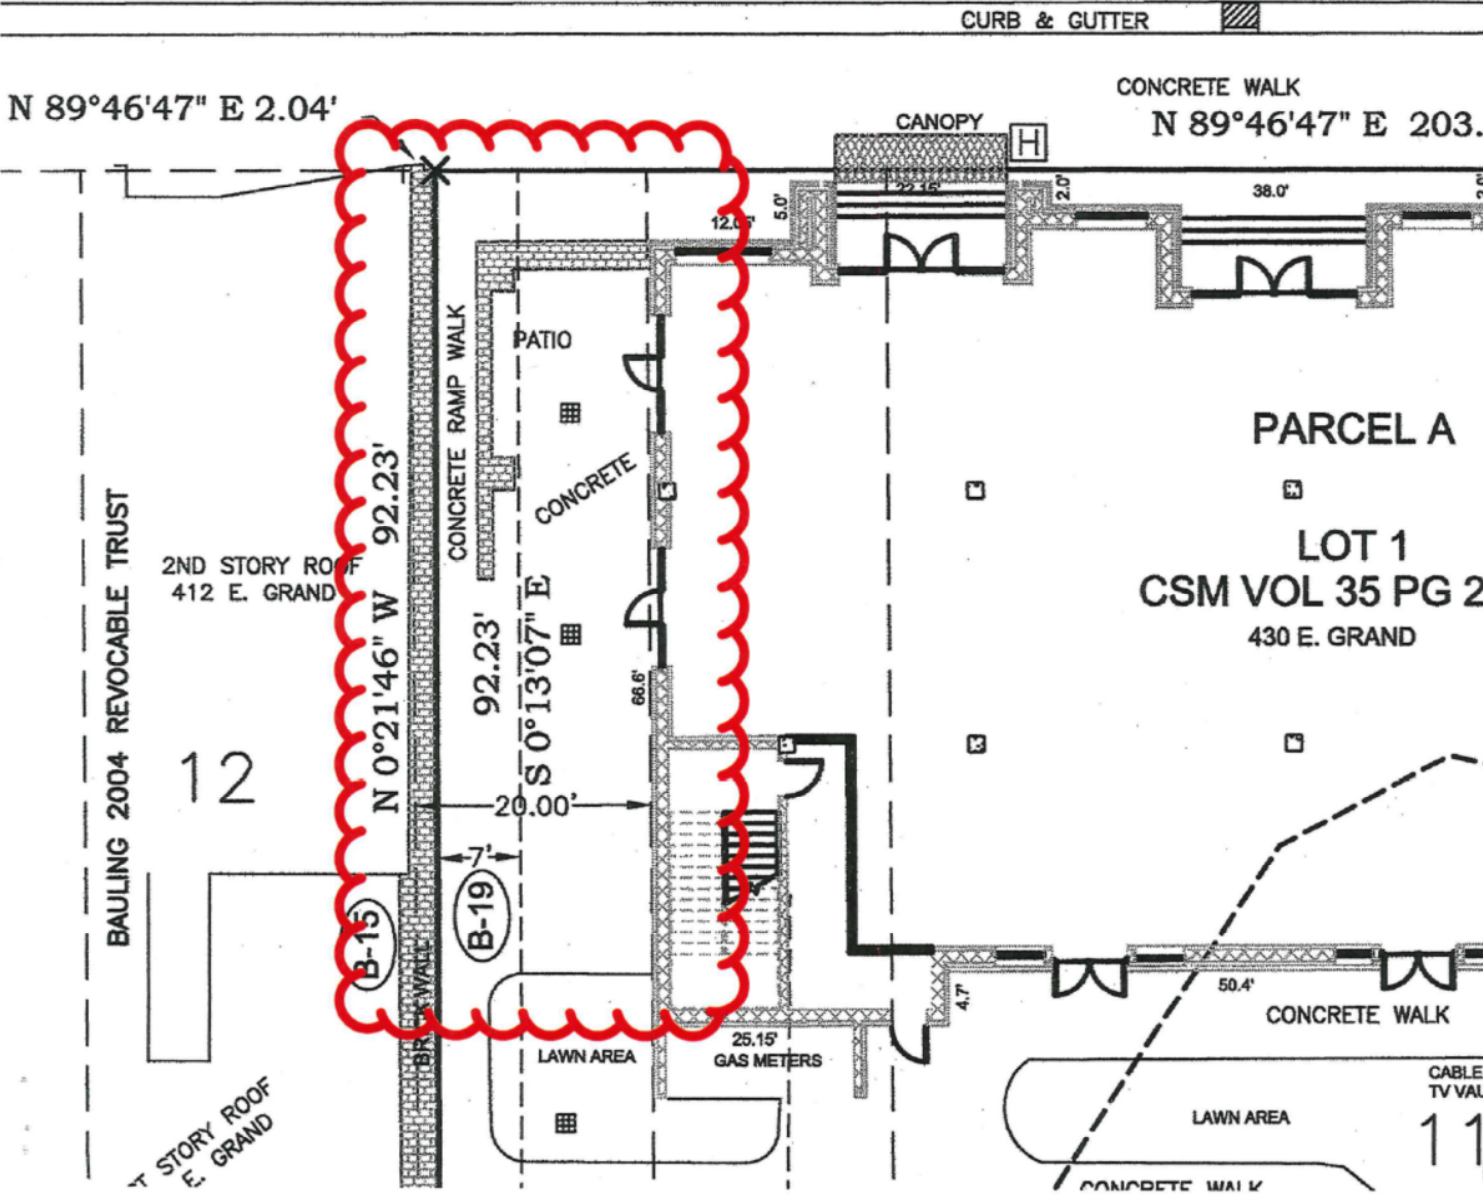 CURB & GUTTER
CONCRETE WALK
N 89°46'47" E 2.04'
N 89°46'47" E 203.
CANOPY
H
22.15'
12.05'
5.0'
2.0'
38.0'
CONCRETE RAMP WALK
PATIO
CONCRETE
PARCEL A
LOT 1
CSM VOL 35 PG 2
430 E. GRAND
BAULING 2004 REVOCABLE TRUST
2ND STORY ROOF
412 E. GRAND
N 0°21'46" W 92.23'
92.23'
S 0°13'07" E
66.6'
12
20.00'
7'
B-15
B-19
BRICK WALL
LAWN AREA
25.15'
GAS METERS
4.7'
50.4'
CONCRETE WALK
CABLE
TV VAU
LAWN AREA
11
STORY ROOF
E. GRAND
CONCRETE WALK